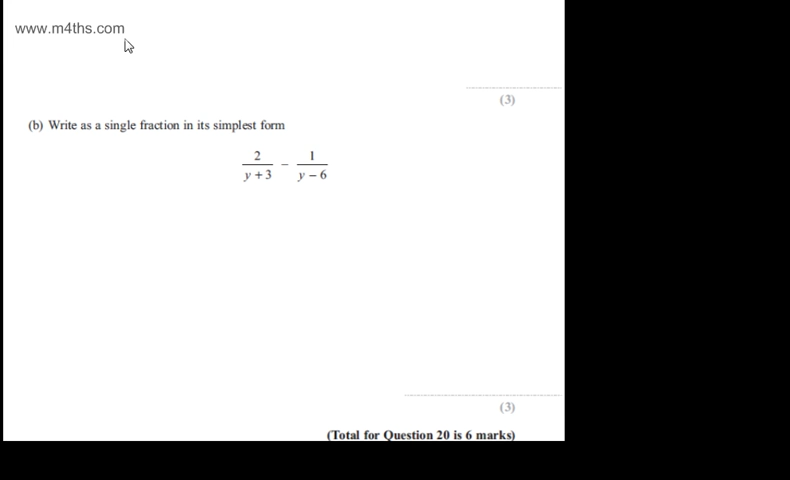 www.m4ths.com
(3)
(b) Write as a single fraction in its simplest form
2/(y + 3) − 1/(y − 6)
(3)
(Total for Question 20 is 6 marks)